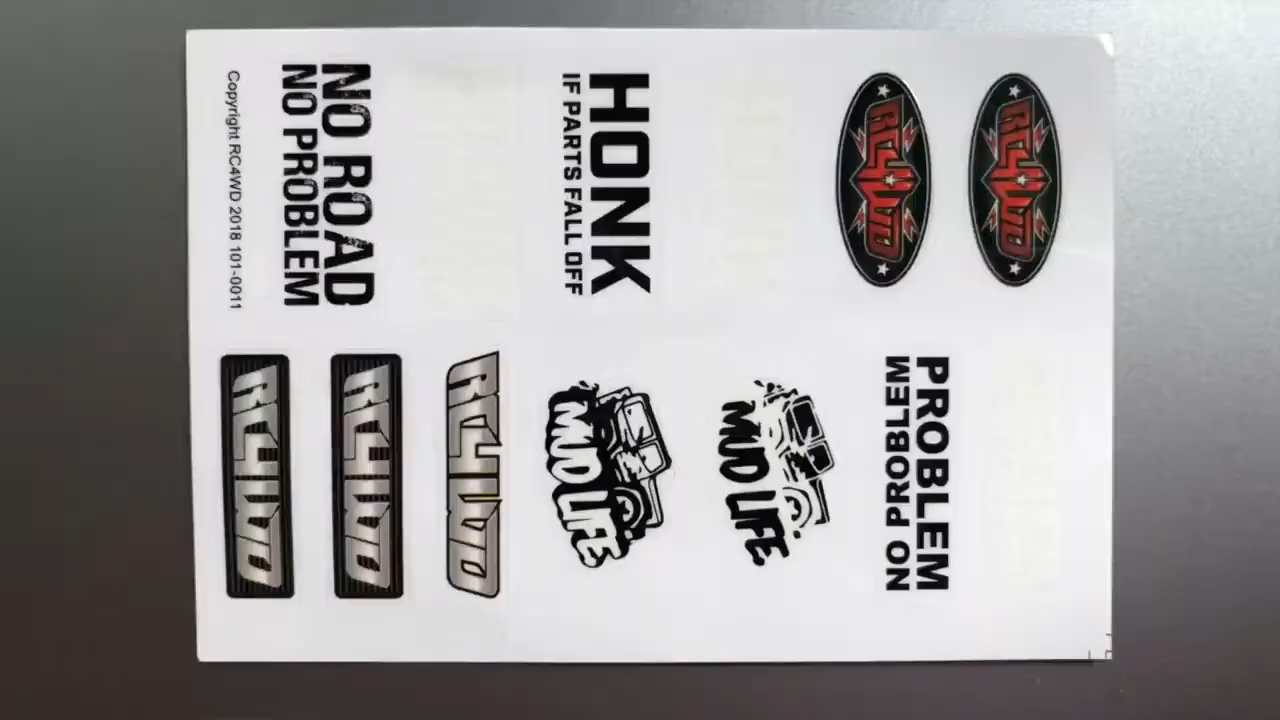 RC4WD
RC4WD
PROBLEM
NO PROBLEM
MUD LIFE
HONK
IF PARTS FALL OFF
MUD LIFE
RC4WD
NO ROAD
NO PROBLEM
RC4WD
RC4WD
Copyright RC4WD 2018 101-0011